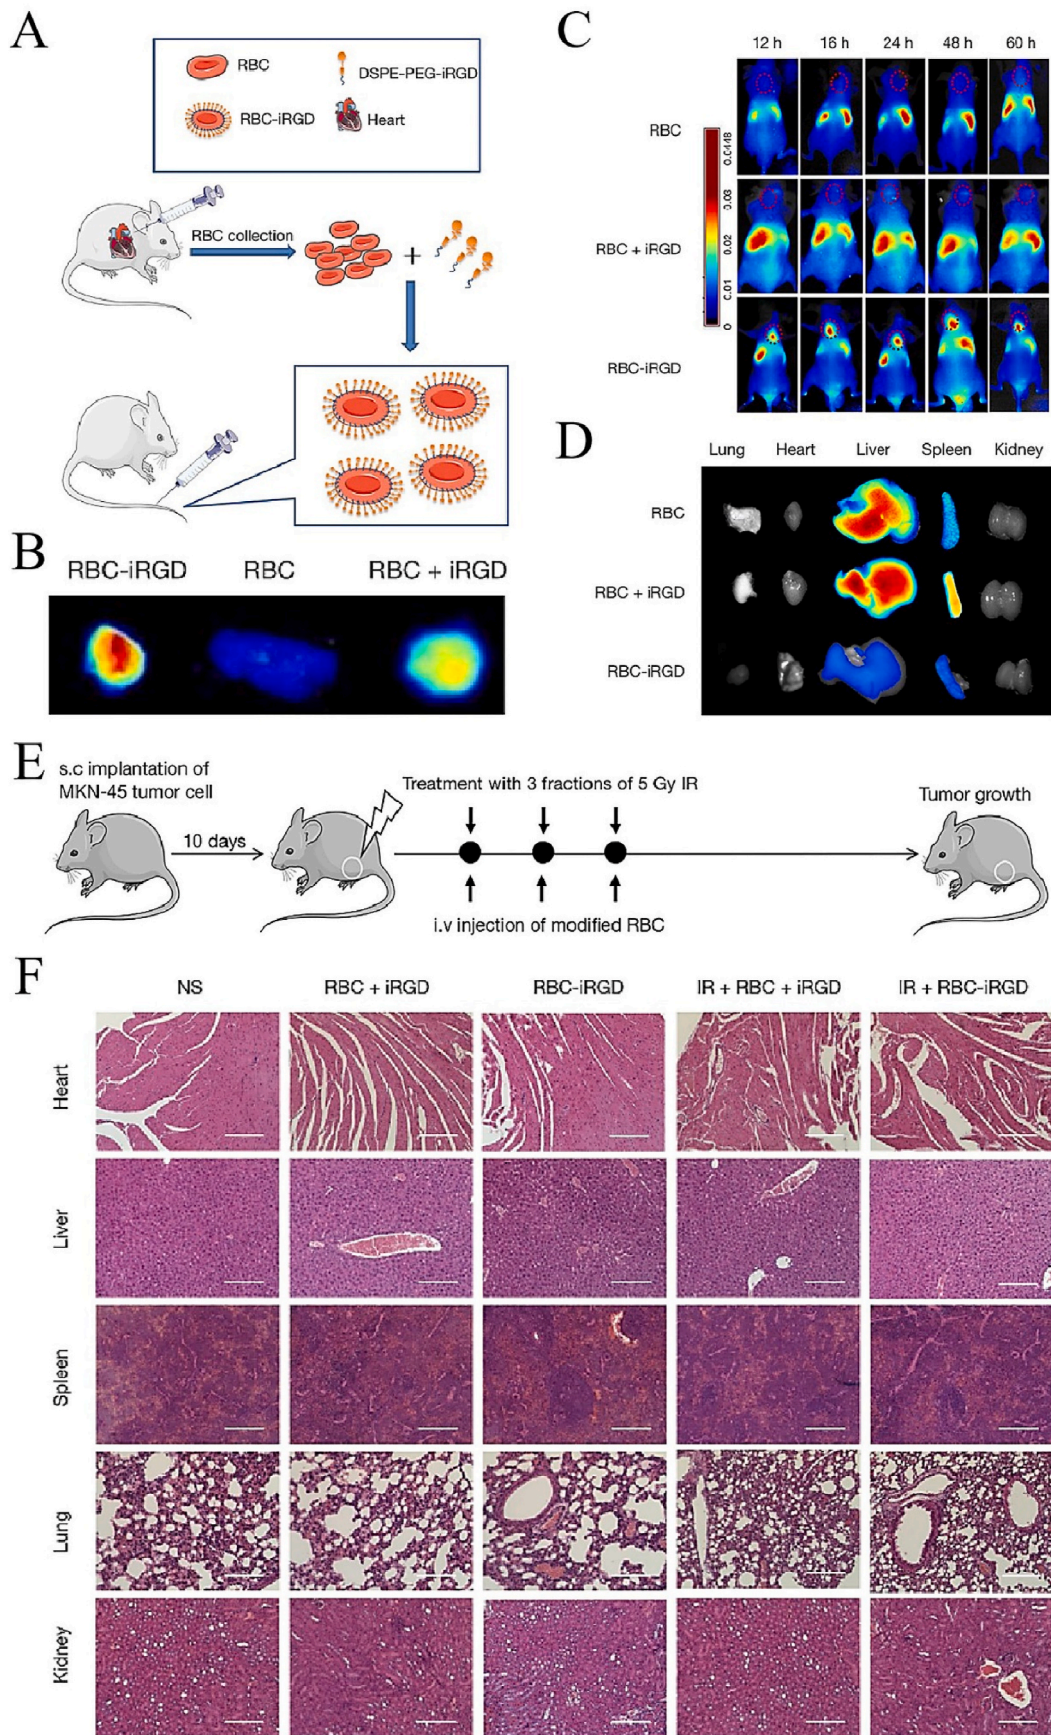 A
RBC
DSPE-PEG-iRGD
RBC-iRGD
Heart
RBC collection
+
B
RBC-iRGD RBC RBC + iRGD
C
12 h 16 h 24 h 48 h 60 h
RBC
RBC + iRGD
RBC-iRGD
0.0448
0.03
0.02
0.01
0
D
Lung Heart Liver Spleen Kidney
RBC
RBC + iRGD
RBC-iRGD
E
s.c implantation of
MKN-45 tumor cell
10 days
Treatment with 3 fractions of 5 Gy IR
i.v injection of modified RBC
Tumor growth
F
NS RBC + iRGD RBC-iRGD IR + RBC + iRGD IR + RBC-iRGD
Heart
Liver
Spleen
Lung
Kidney